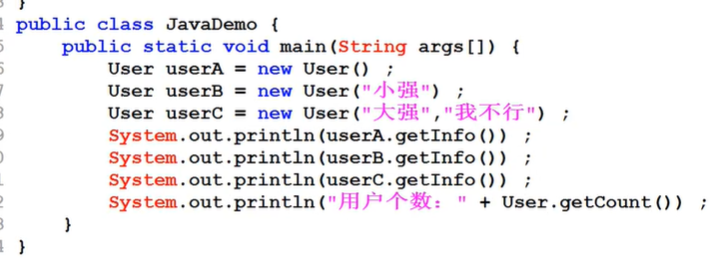 }
public class JavaDemo {
    public static void main(String args[]) {
        User userA = new User() ;
        User userB = new User("小强") ;
        User userC = new User("大强","我不行") ;
        System.out.println(userA.getInfo()) ;
        System.out.println(userB.getInfo()) ;
        System.out.println(userC.getInfo()) ;
        System.out.println("用户个数：" + User.getCount()) ;
    }
}